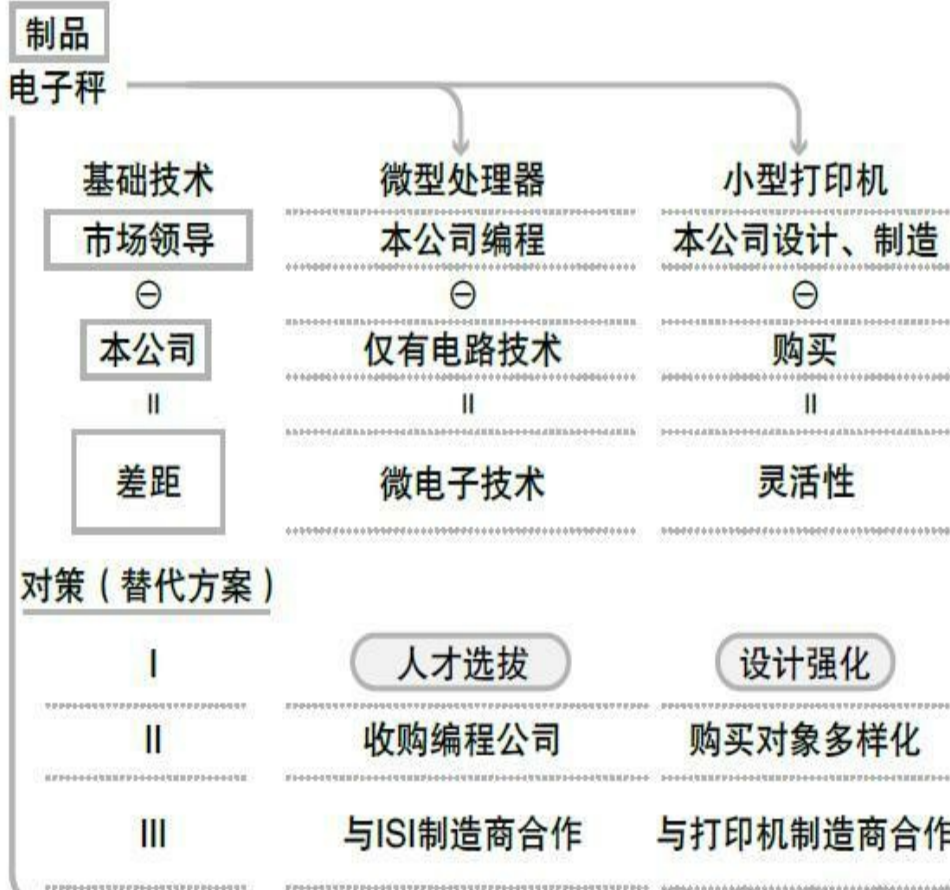 制品
电子秤
基础技术 微型处理器 小型打印机
市场领导 本公司编程 本公司设计、制造
⊖ ⊖ ⊖
本公司 仅有电路技术 购买
= = =
差距 微电子技术 灵活性
对策（替代方案）
I 人才选拔 设计强化
II 收购编程公司 购买对象多样化
III 与ISI制造商合作 与打印机制造商合作